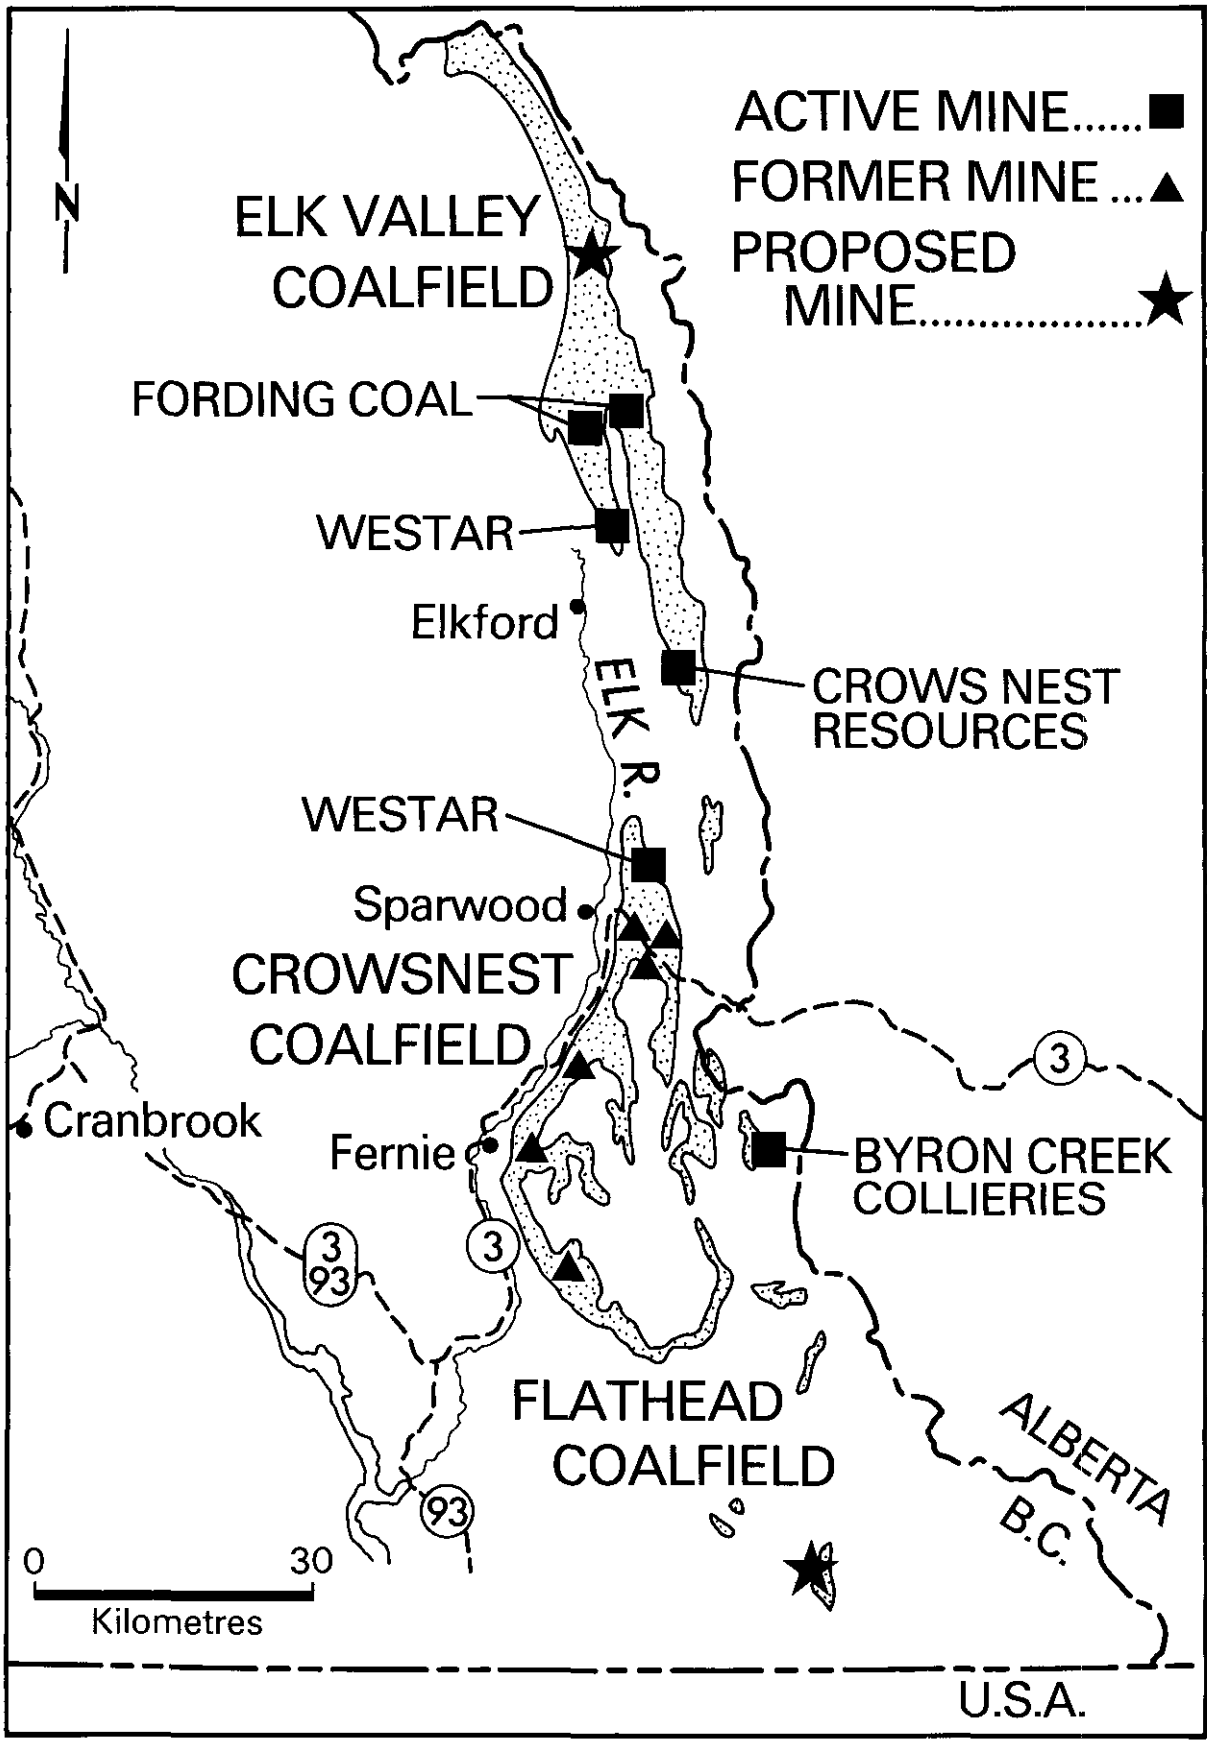 ACTIVE MINE......
FORMER MINE ...
PROPOSED
MINE.....................
N
ELK VALLEY
COALFIELD
FORDING COAL
WESTAR
Elkford
ELK R.
CROWS NEST
RESOURCES
WESTAR
Sparwood
CROWSNEST
COALFIELD
3
Cranbrook
Fernie
BYRON CREEK
COLLIERIES
3
93
3
FLATHEAD
COALFIELD
ALBERTA
B.C.
93
0 30
Kilometres
U.S.A.